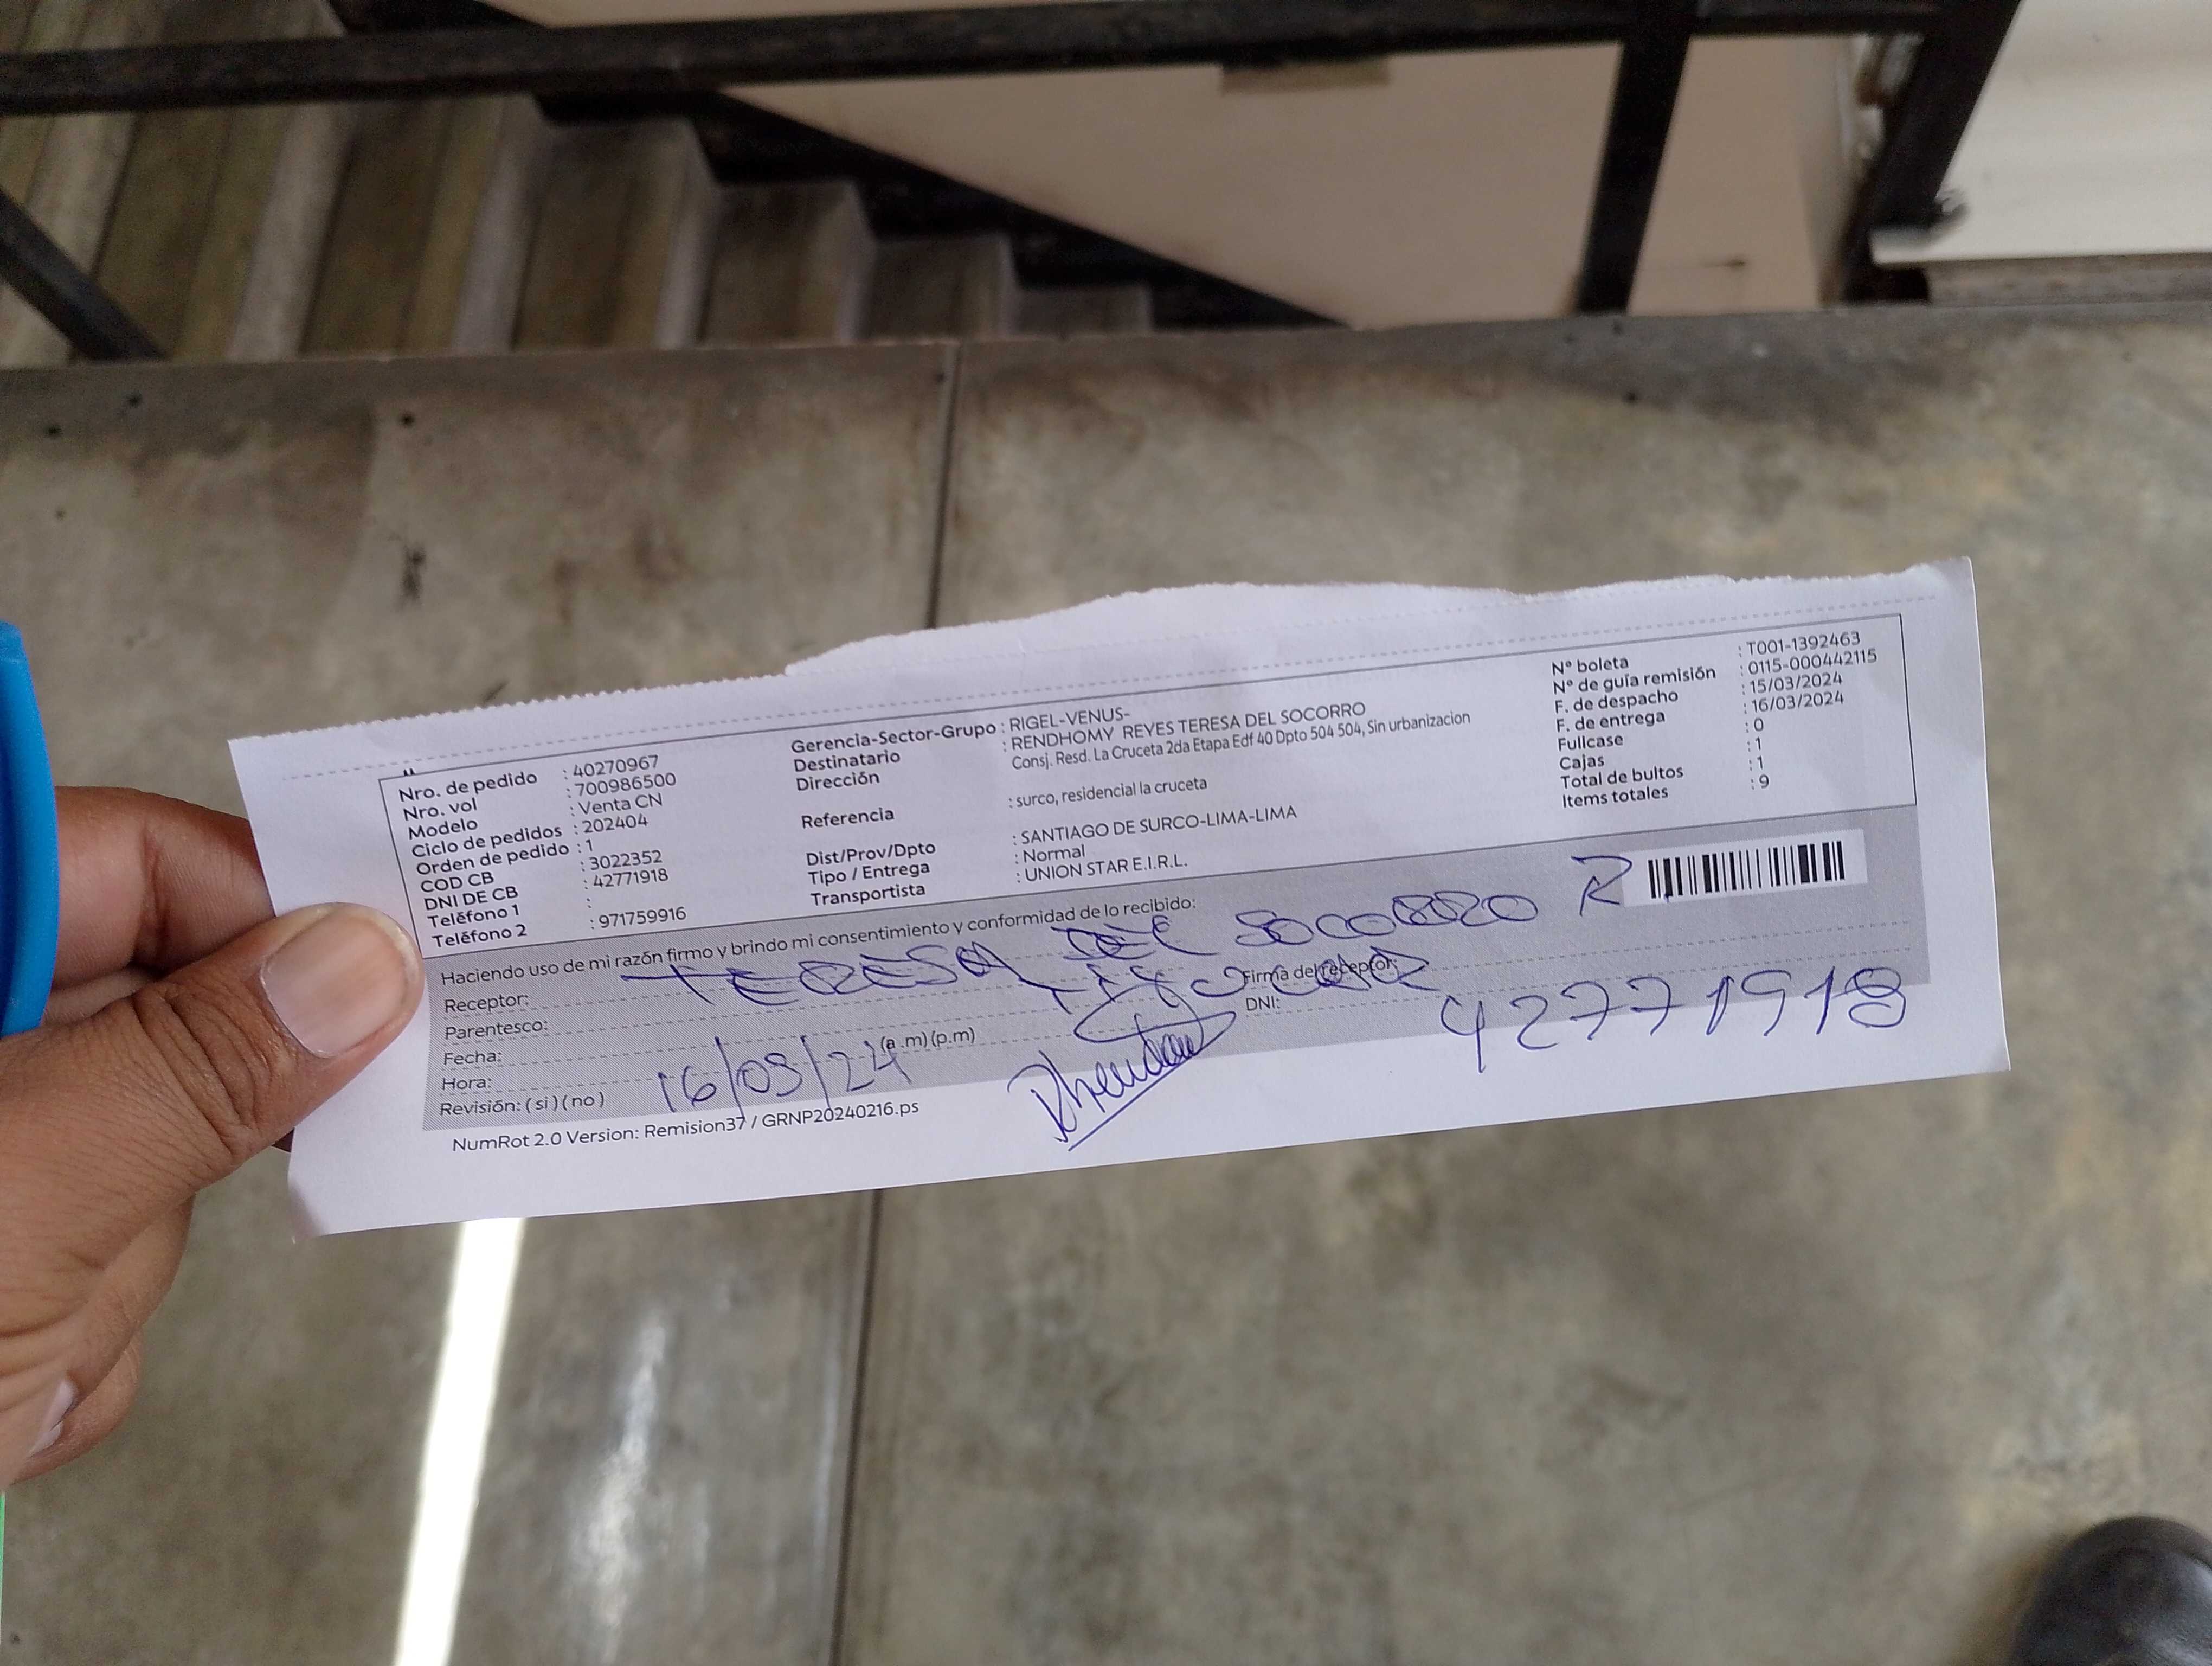 Nro. de pedido : 40270967
Nro. vol : 700986500
Modelo : Venta CN
Ciclo de pedidos : 202404
Orden de pedido : 1
COD CB : 3022352
DNI DE CB : 42771918
Teléfono 1 :
Teléfono 2 : 971759916
Gerencia-Sector-Grupo : RIGEL-VENUS-
Destinatario : RENDHOMY REYES TERESA DEL SOCORRO
Dirección Consj. Resd. La Cruceta 2da Etapa Edf 40 Dpto 504 504, Sin urbanizacion
Referencia : surco, residencial la cruceta
Dist/Prov/Dpto : SANTIAGO DE SURCO-LIMA-LIMA
Tipo / Entrega : Normal
Transportista : UNION STAR E.I.R.L.
Nº boleta : T001-1392463
Nº de guía remisión : 0115-000442115
F. de despacho : 15/03/2024
F. de entrega : 16/03/2024
Fullcase : 0
Cajas : 1
Total de bultos : 1
Items totales : 9
Haciendo uso de mi razón firmo y brindo mi consentimiento y conformidad de lo recibido:
Receptor: TERESA DEL SOCORRO R
Parentesco:
Firma del receptor:
DNI: 42771918
Fecha: 16/03/24
Hora: (a .m) (p.m)
Revisión: ( si ) ( no )
NumRot 2.0 Version: Remision37 / GRNP20240216.ps